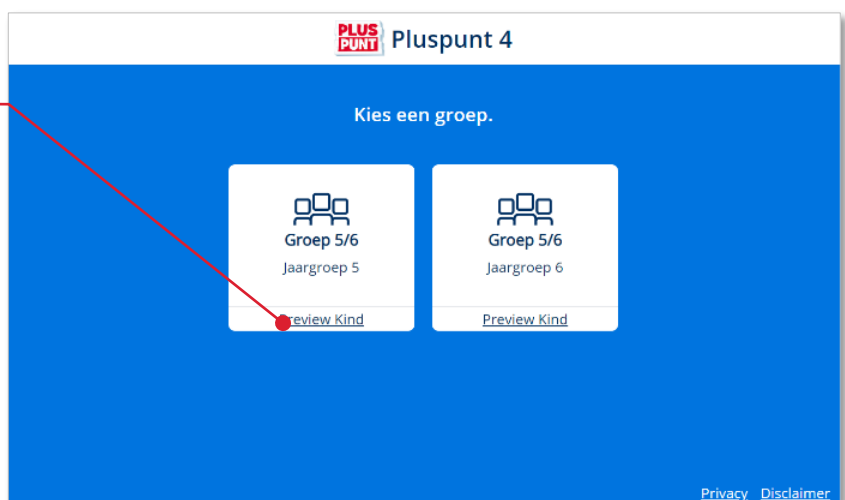 PLUS
PUNT
Pluspunt 4
Kies een groep.
Groep 5/6
Jaargroep 5
Preview Kind
Groep 5/6
Jaargroep 6
Preview Kind
Privacy Disclaimer